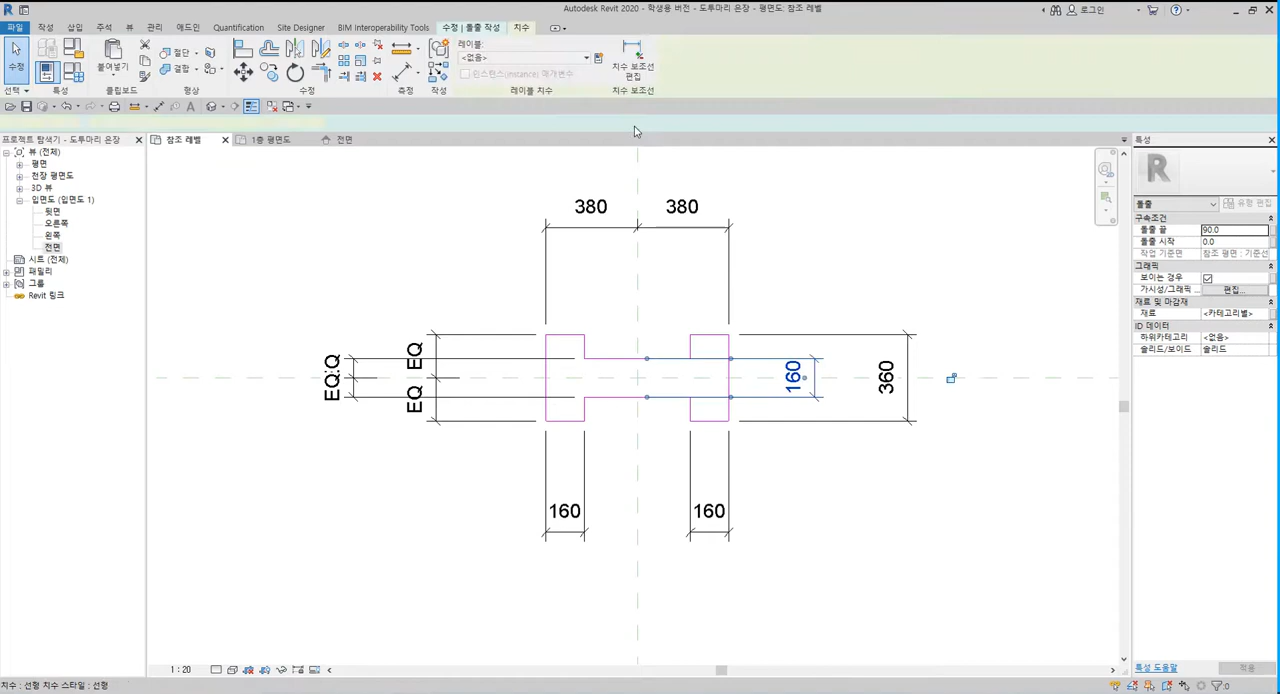 Autodesk Revit 2020 - 학생용 버전 - 도투마리 은장 - 평면도: 참조 레벨
로그인
파일 작성 삽입 주석 뷰 관리 애드인 Quantification Site Designer BIM Interoperability Tools 수정 | 돌출 작성 치수
수정
붙여넣기
절단
결합
레이블:
<없음>
인스턴스(instance) 매개변수
치수 보조선
편집
선택 특성 클립보드 형상 수정 측정 작성 레이블 치수 치수 보조선
프로젝트 탐색기 - 도투마리 은장
참조 레벨 1층 평면도 전면
뷰 (전체)
평면
천장 평면도
3D 뷰
입면도 (입면도 1)
뒷면
오른쪽
왼쪽
전면
시트 (전체)
패밀리
그룹
Revit 링크
380 380
EQ
EQ
EQ
160
360
160 160
특성
R
돌출
유형 편집
구속조건
돌출 끝 90.0
돌출 시작 0.0
작업 기준면 참조 평면 : 기준선
그래픽
보이는 경우
가시성/그래픽 ... 편집...
재료 및 마감재
재료 <카테고리별>
ID 데이터
하위카테고리 <없음>
솔리드/보이드 솔리드
특성 도움말 적용
1 : 20
치수 : 선형 치수 스타일 : 선형
:0